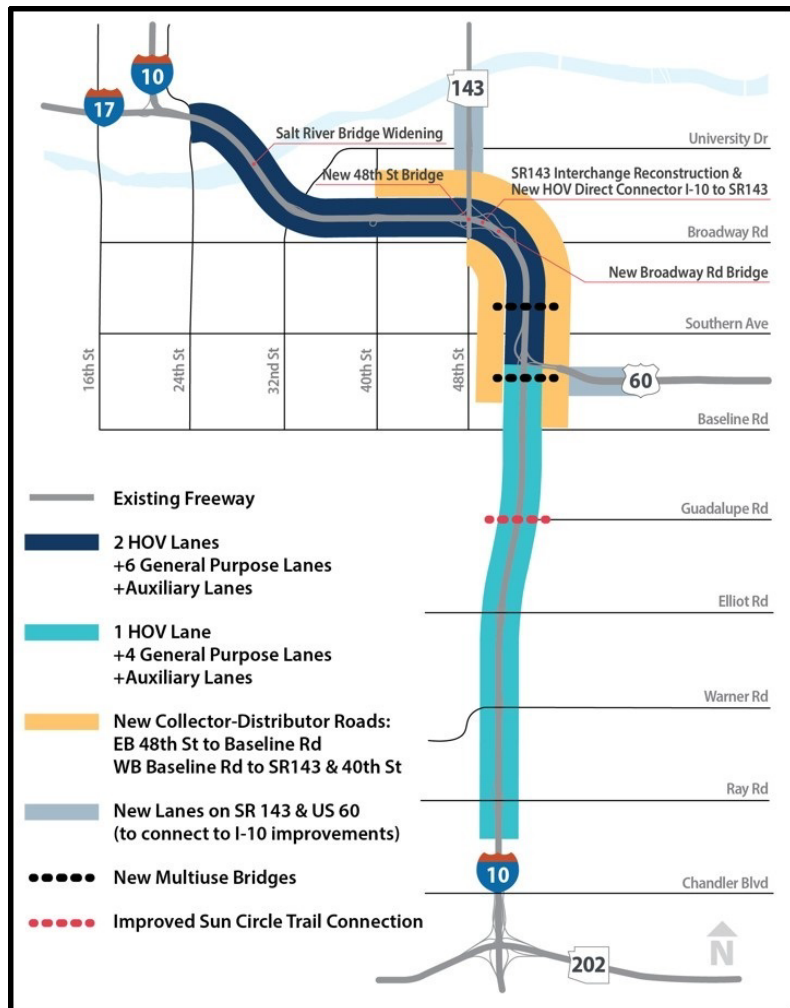 10
17
143
Salt River Bridge Widening
University Dr
New 48th St Bridge
SR143 Interchange Reconstruction &
New HOV Direct Connector I-10 to SR143
Broadway Rd
New Broadway Rd Bridge
Southern Ave
16th St
24th St
32nd St
40th St
48th St
60
Baseline Rd
Existing Freeway
Guadalupe Rd
2 HOV Lanes
+6 General Purpose Lanes
+Auxiliary Lanes
Elliot Rd
1 HOV Lane
+4 General Purpose Lanes
+Auxiliary Lanes
Warner Rd
New Collector-Distributor Roads:
EB 48th St to Baseline Rd
WB Baseline Rd to SR143 & 40th St
Ray Rd
New Lanes on SR 143 & US 60
(to connect to I-10 improvements)
New Multiuse Bridges
10
Chandler Blvd
Improved Sun Circle Trail Connection
N
202